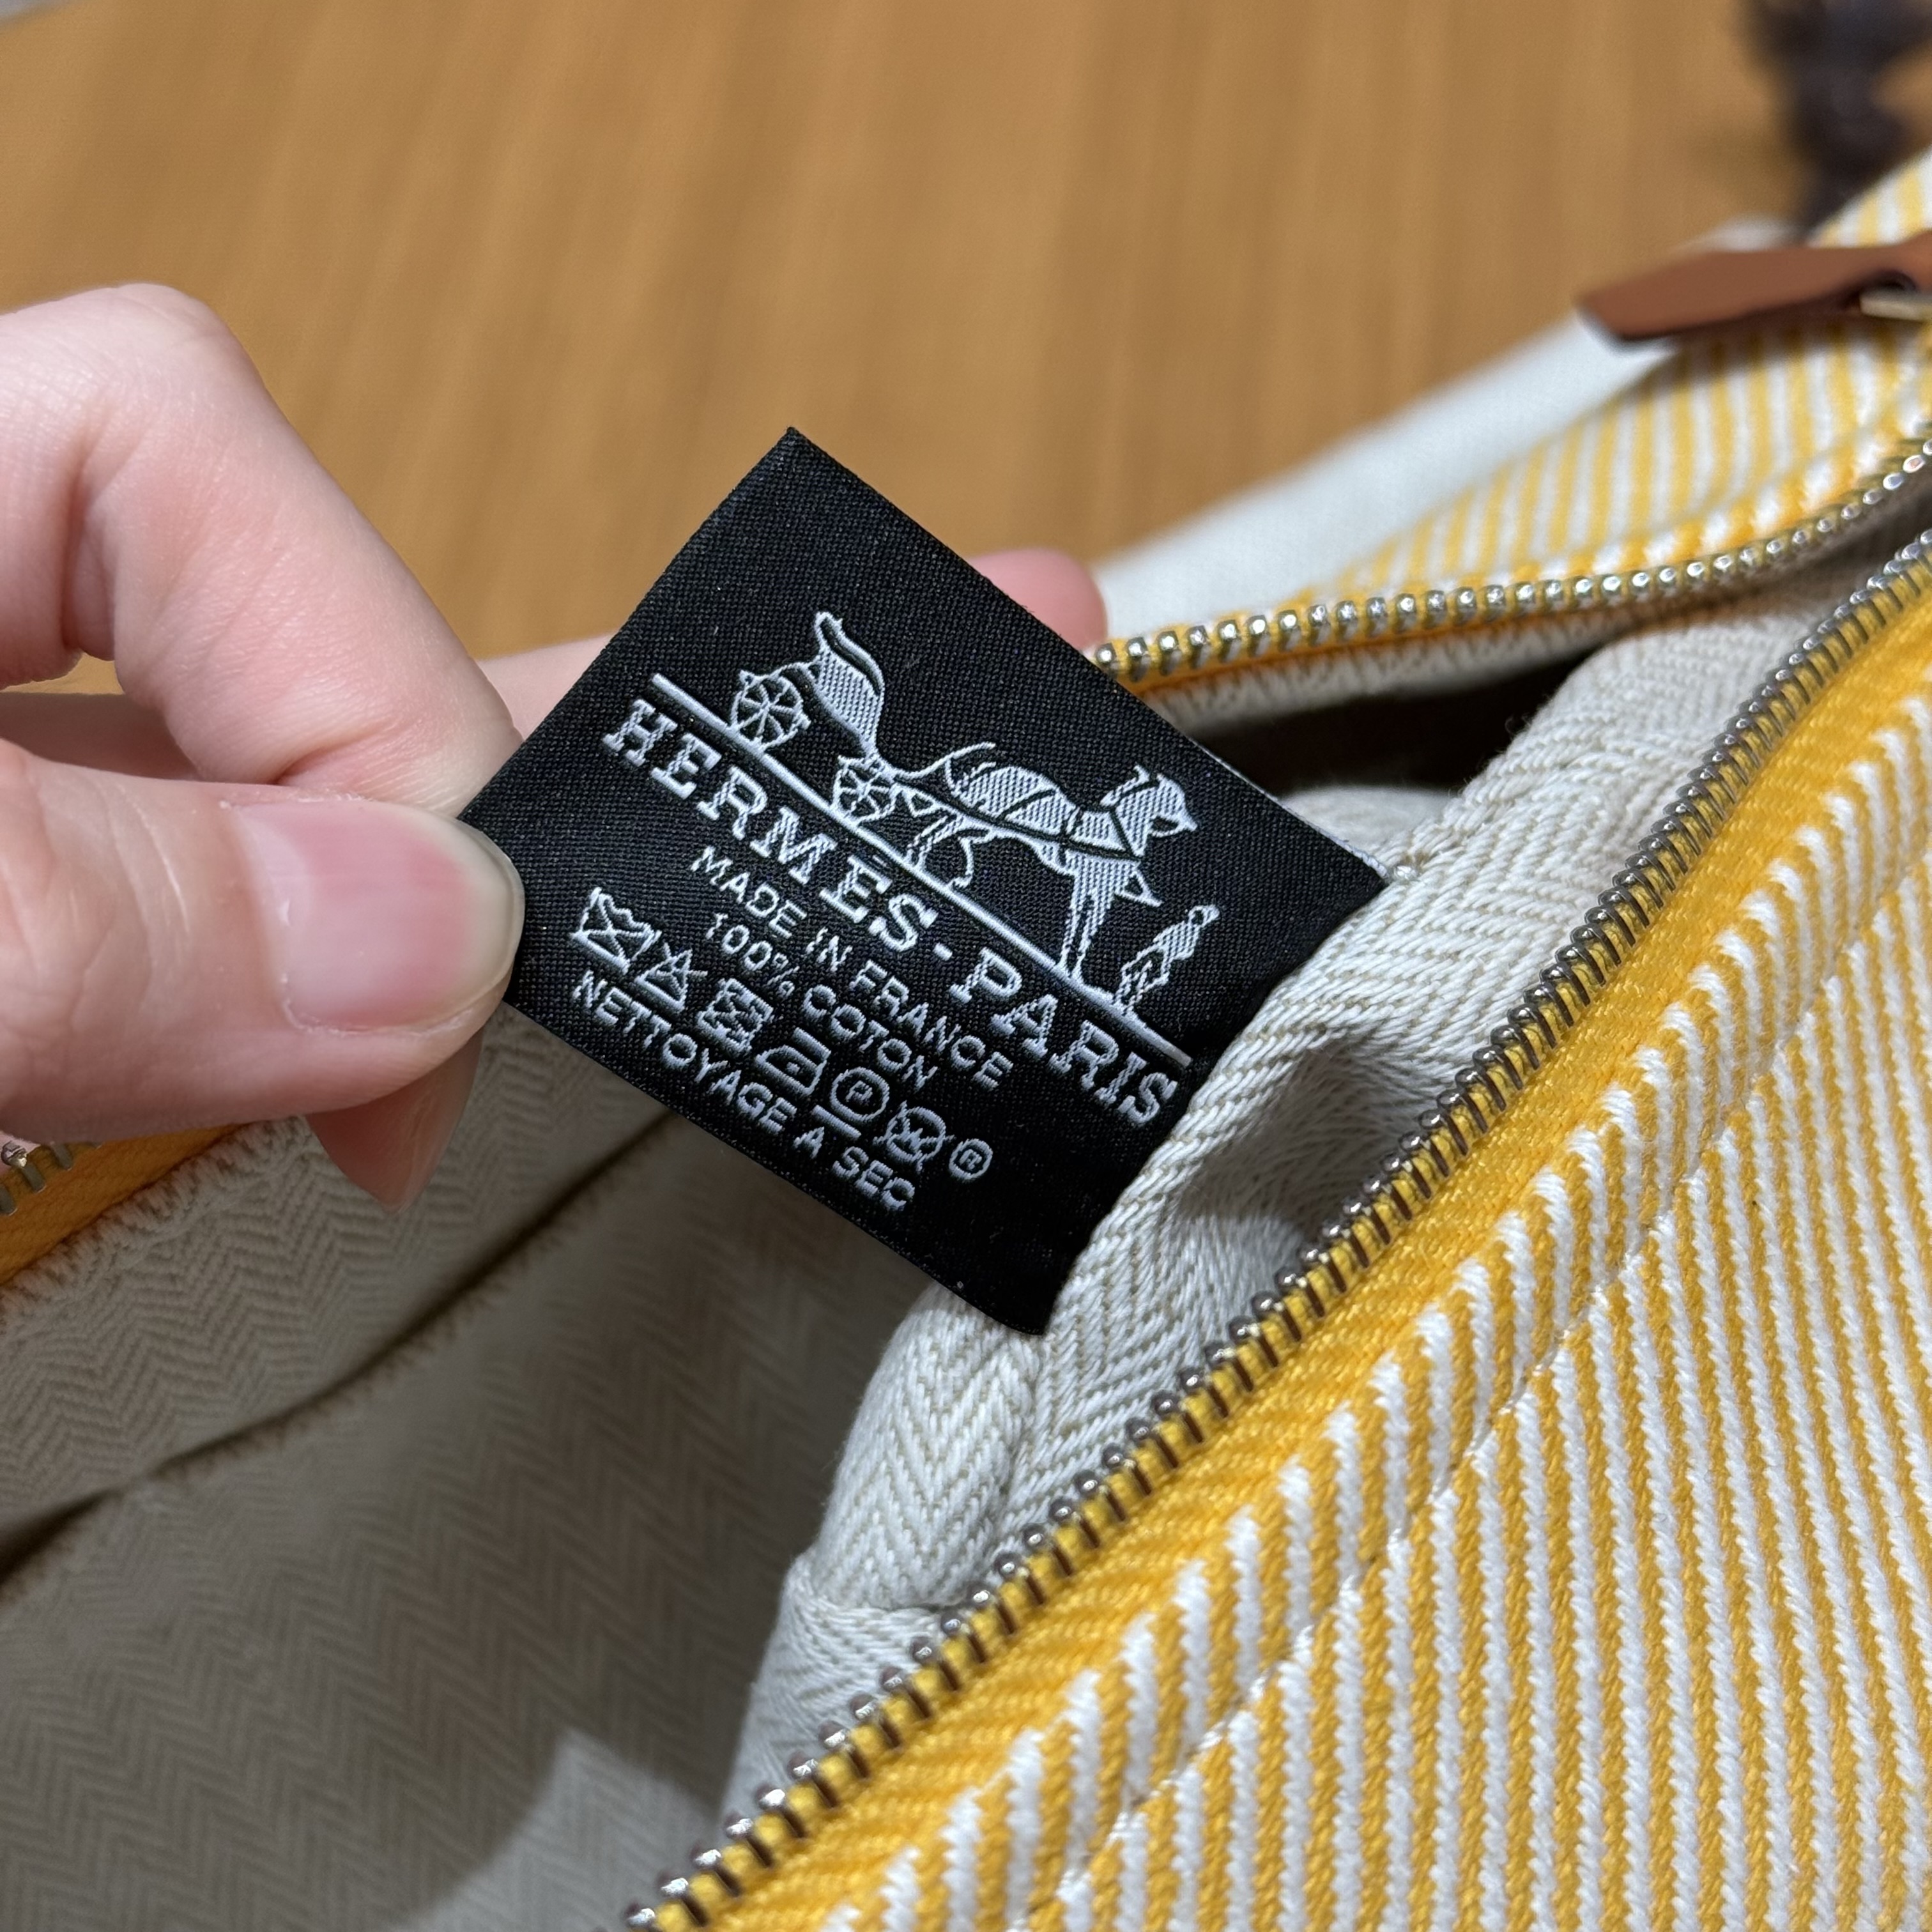 HERMES-PARIS
MADE IN FRANCE
100% COTON
P ®
NETTOYAGE A SEC